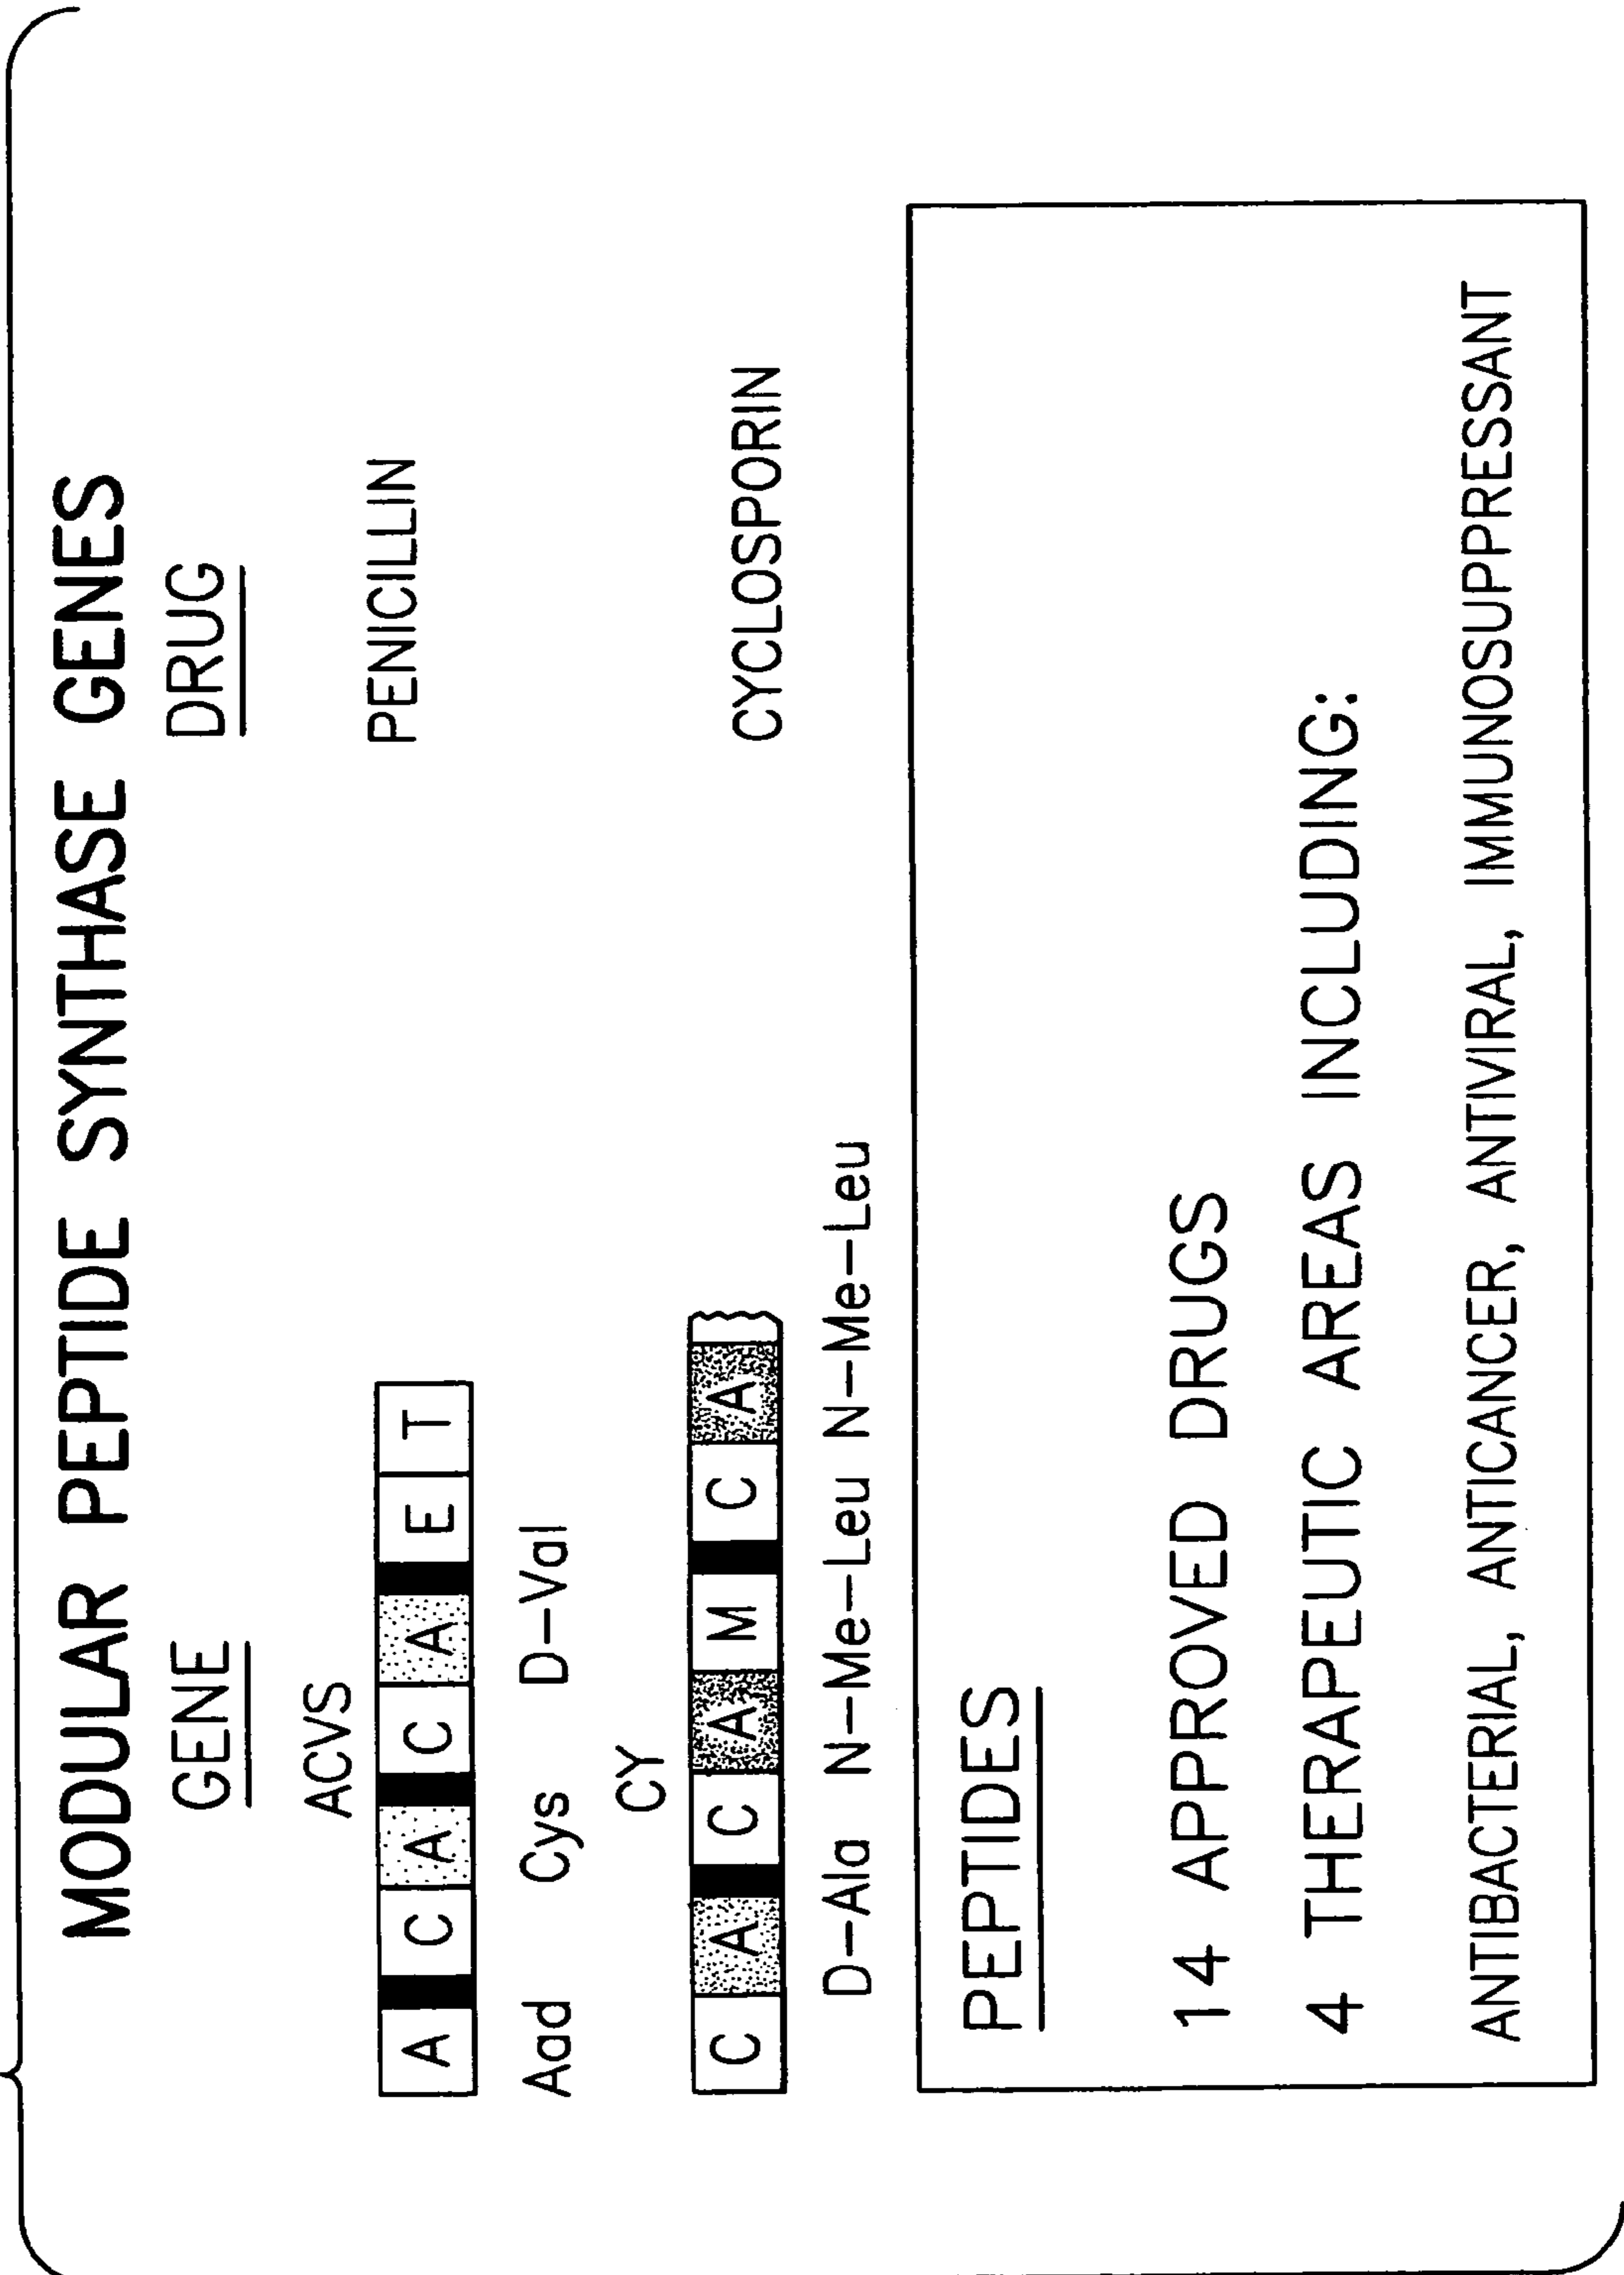 MODULAR PEPTIDE SYNTHASE GENES
GENE DRUG
ACVS
A C A C A E T PENICILLIN
Aad Cys D-Val
CY
C A C A M C A CYCLOSPORIN
D-Ala N-Me-Leu N-Me-Leu
PEPTIDES
14 APPROVED DRUGS
4 THERAPEUTIC AREAS INCLUDING:
ANTIBACTERIAL, ANTICANCER, ANTIVIRAL, IMMUNOSUPPRESSANT